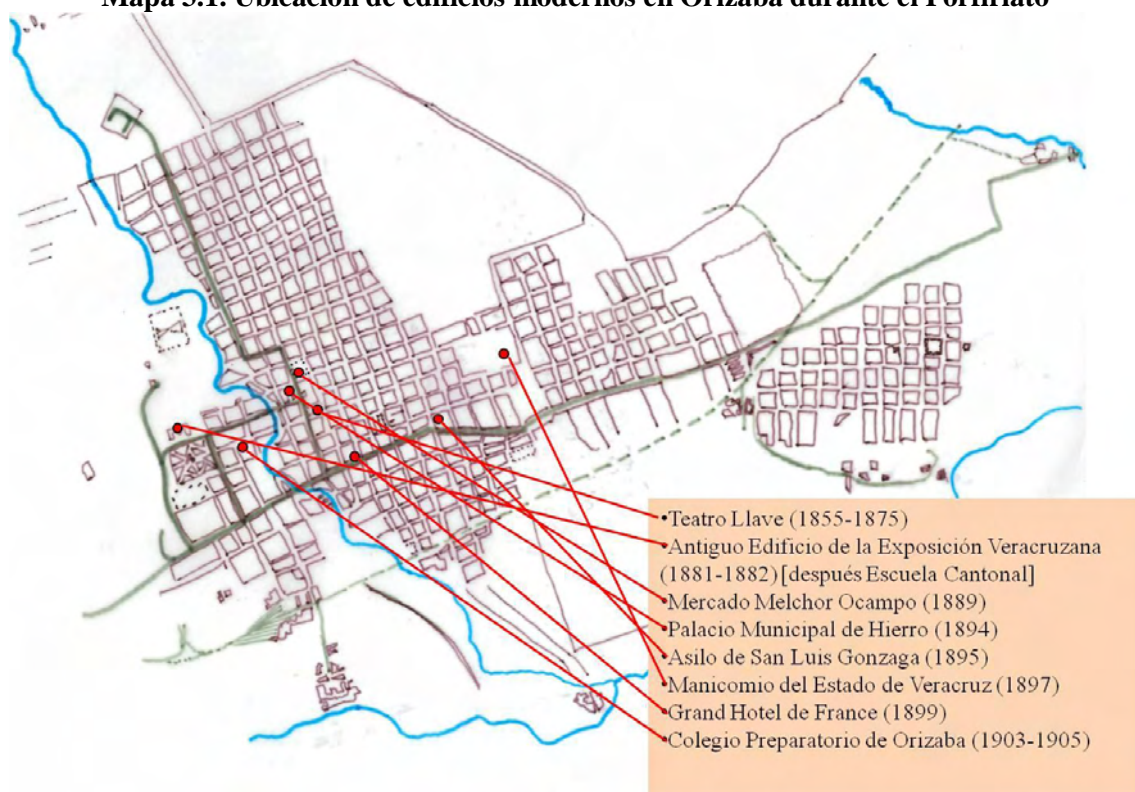 Mapa 3.1. Ubicación de edificios modernos en Orizaba durante el Porfiriato
•Teatro Llave (1855-1875)
•Antiguo Edificio de la Exposición Veracruzana
(1881-1882) [después Escuela Cantonal]
•Mercado Melchor Ocampo (1889)
•Palacio Municipal de Hierro (1894)
•Asilo de San Luis Gonzaga (1895)
•Manicomio del Estado de Veracruz (1897)
•Grand Hotel de France (1899)
•Colegio Preparatorio de Orizaba (1903-1905)